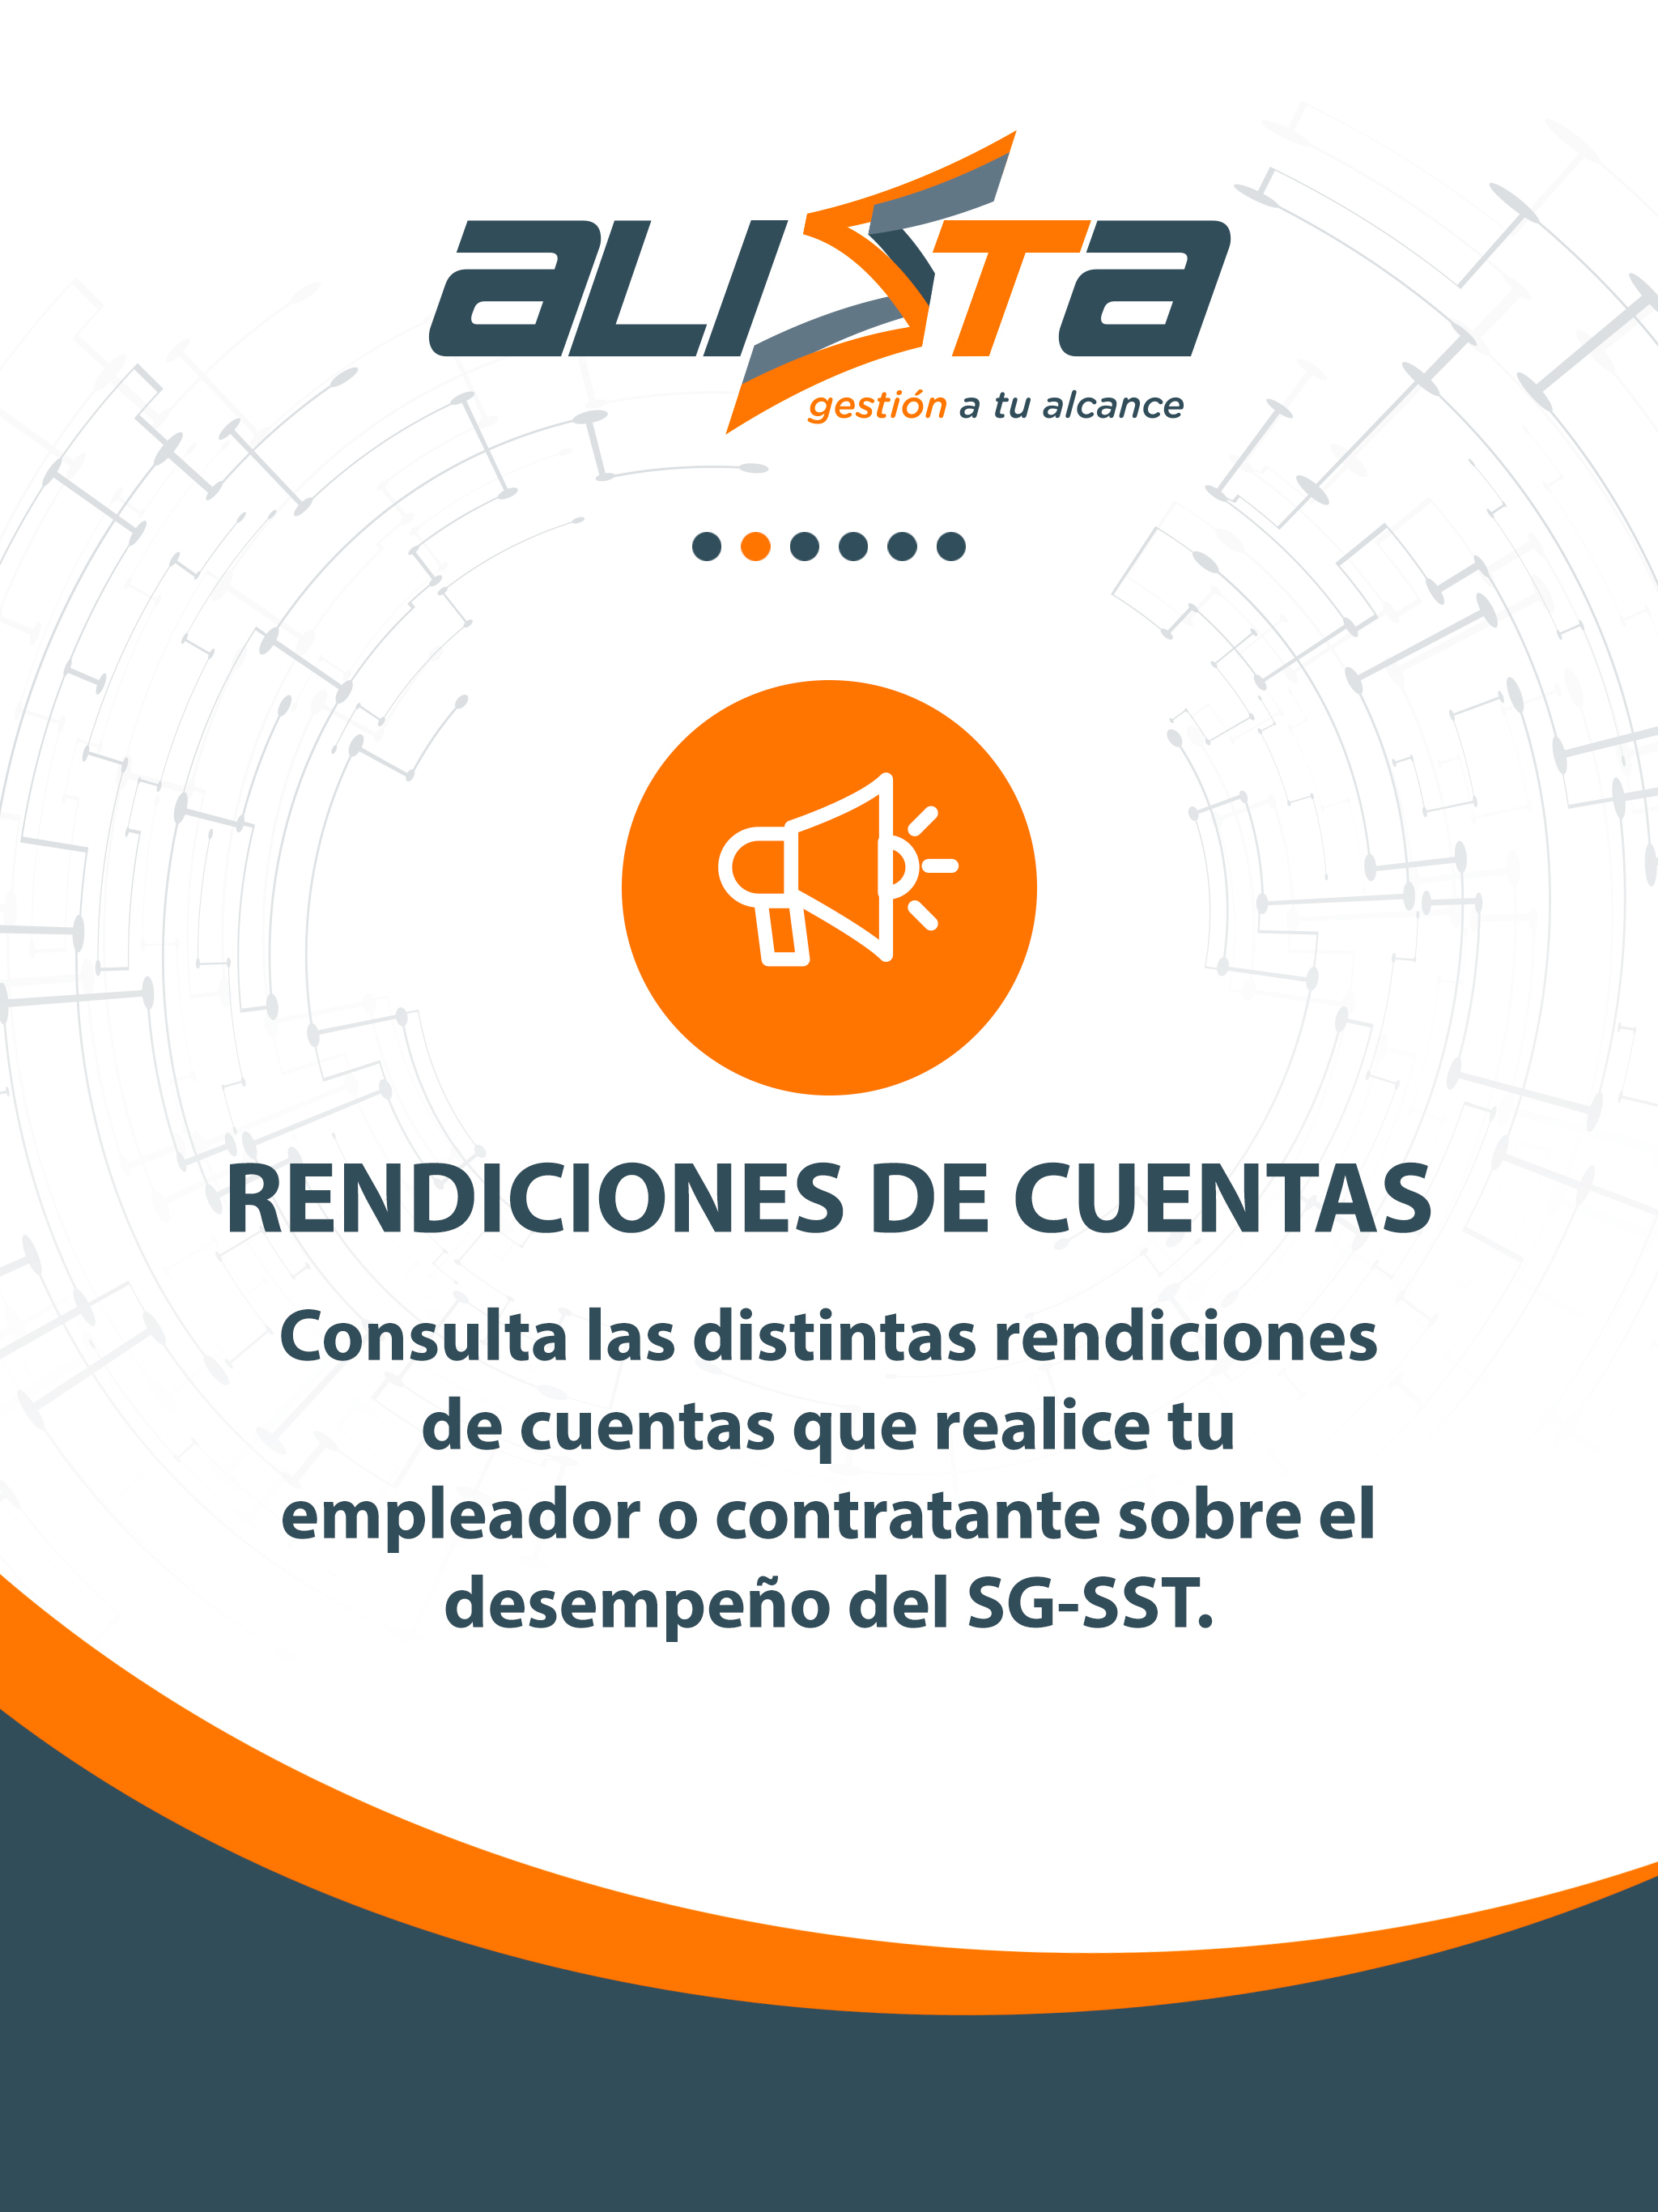 ALISTA
gestión a tu alcance
RENDICIONES DE CUENTAS
Consulta las distintas rendiciones
de cuentas que realice tu
empleador o contratante sobre el
desempeño del SG-SST.